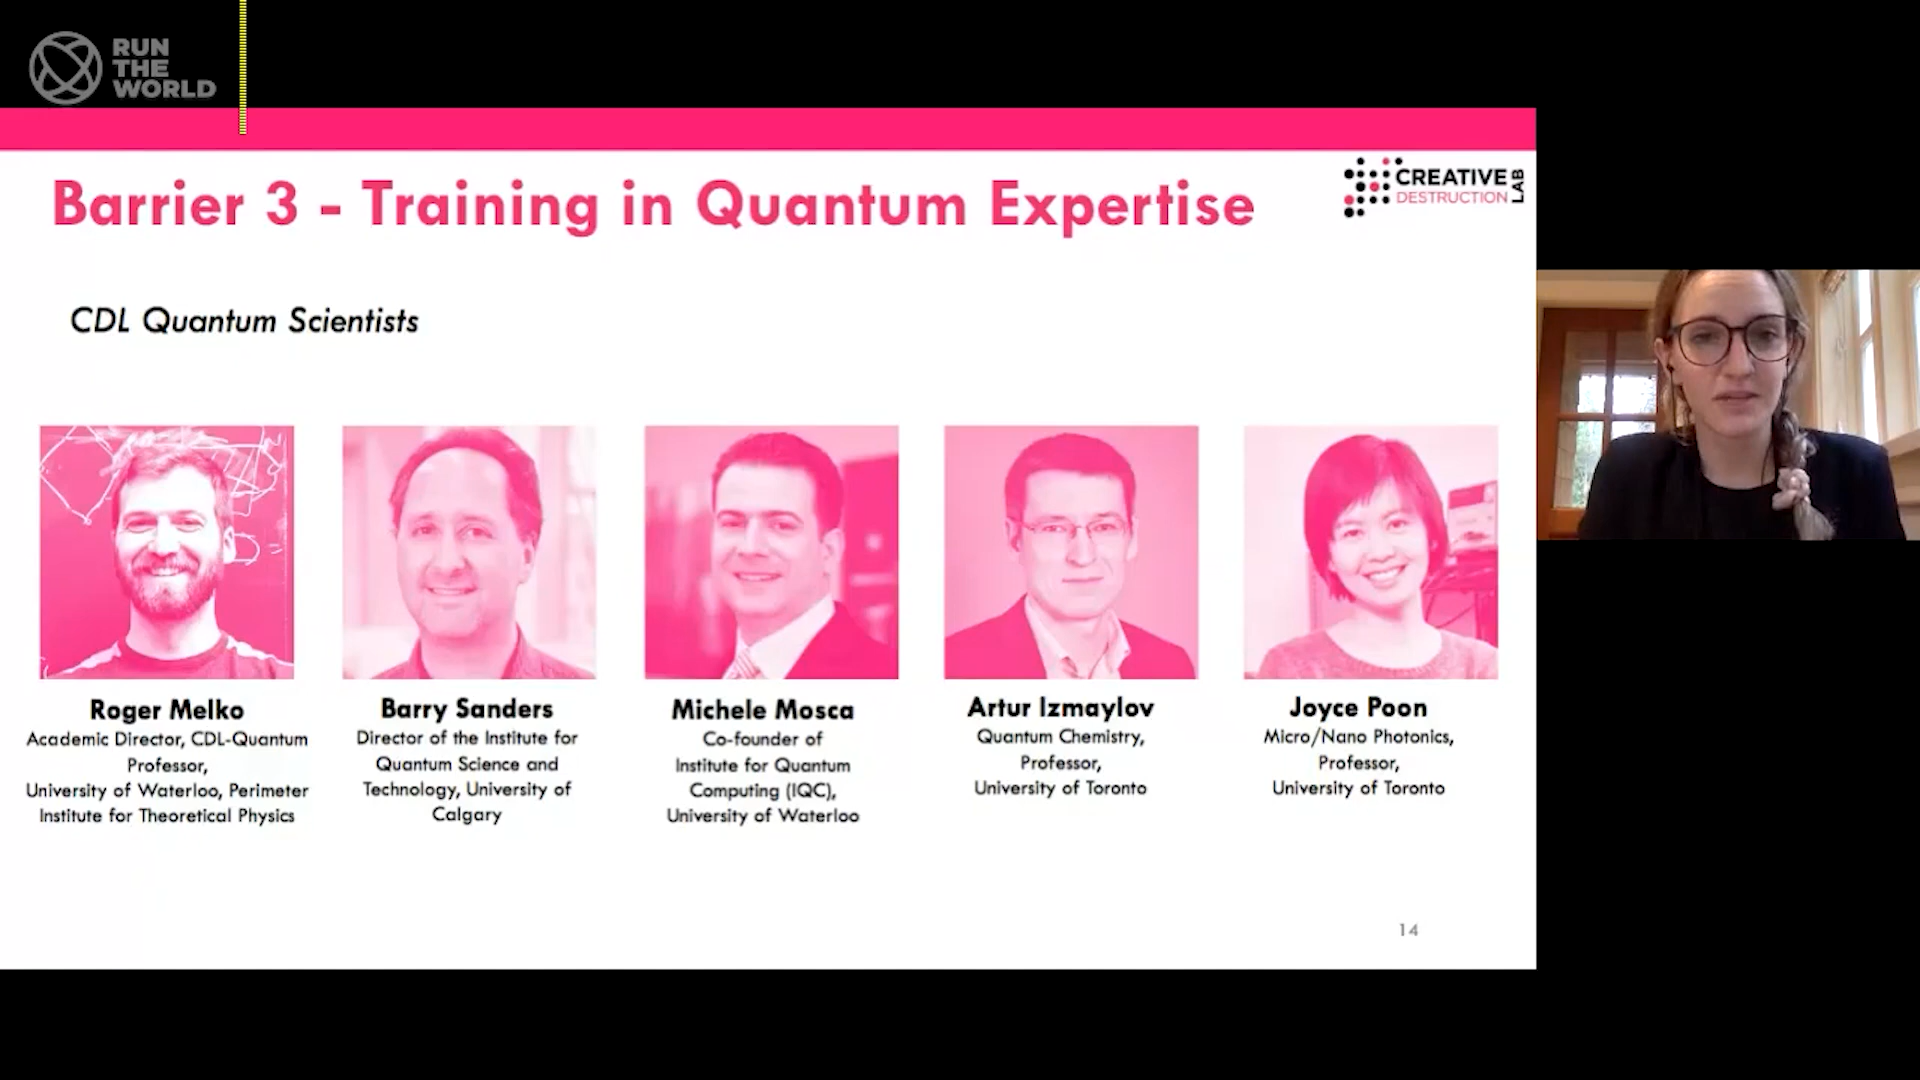 RUN
THE
WORLD
Barrier 3 - Training in Quantum Expertise
CREATIVE
DESTRUCTION
LAB
CDL Quantum Scientists
Roger Melko
Academic Director, CDL-Quantum
Professor,
University of Waterloo, Perimeter
Institute for Theoretical Physics
Barry Sanders
Director of the Institute for
Quantum Science and
Technology, University of
Calgary
Michele Mosca
Co-founder of
Institute for Quantum
Computing (IQC),
University of Waterloo
Artur Izmaylov
Quantum Chemistry,
Professor,
University of Toronto
Joyce Poon
Micro/Nano Photonics,
Professor,
University of Toronto
14